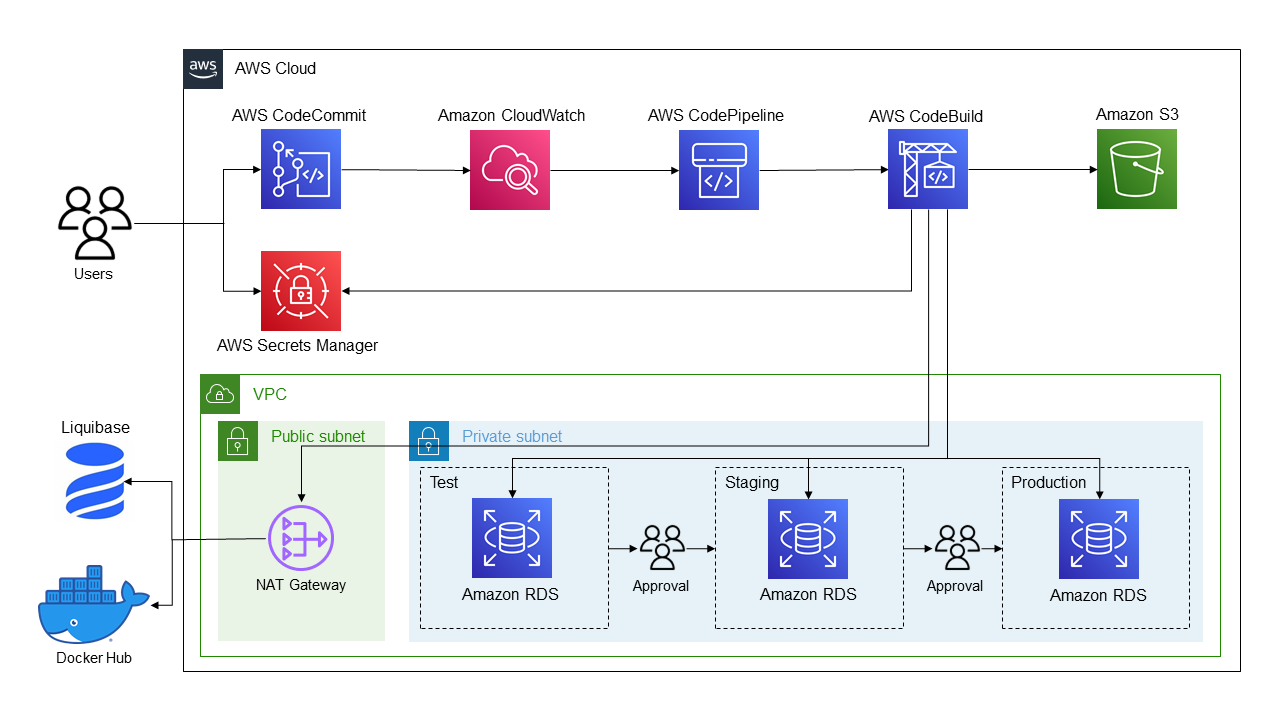 aws
AWS Cloud
AWS CodeCommit
Amazon CloudWatch
AWS CodePipeline
AWS CodeBuild
Amazon S3
</>
</>
</>
Users
AWS Secrets Manager
VPC
Liquibase
Public subnet
Private subnet
Test
Staging
Production
NAT Gateway
Approval
Approval
Amazon RDS
Amazon RDS
Amazon RDS
Docker Hub